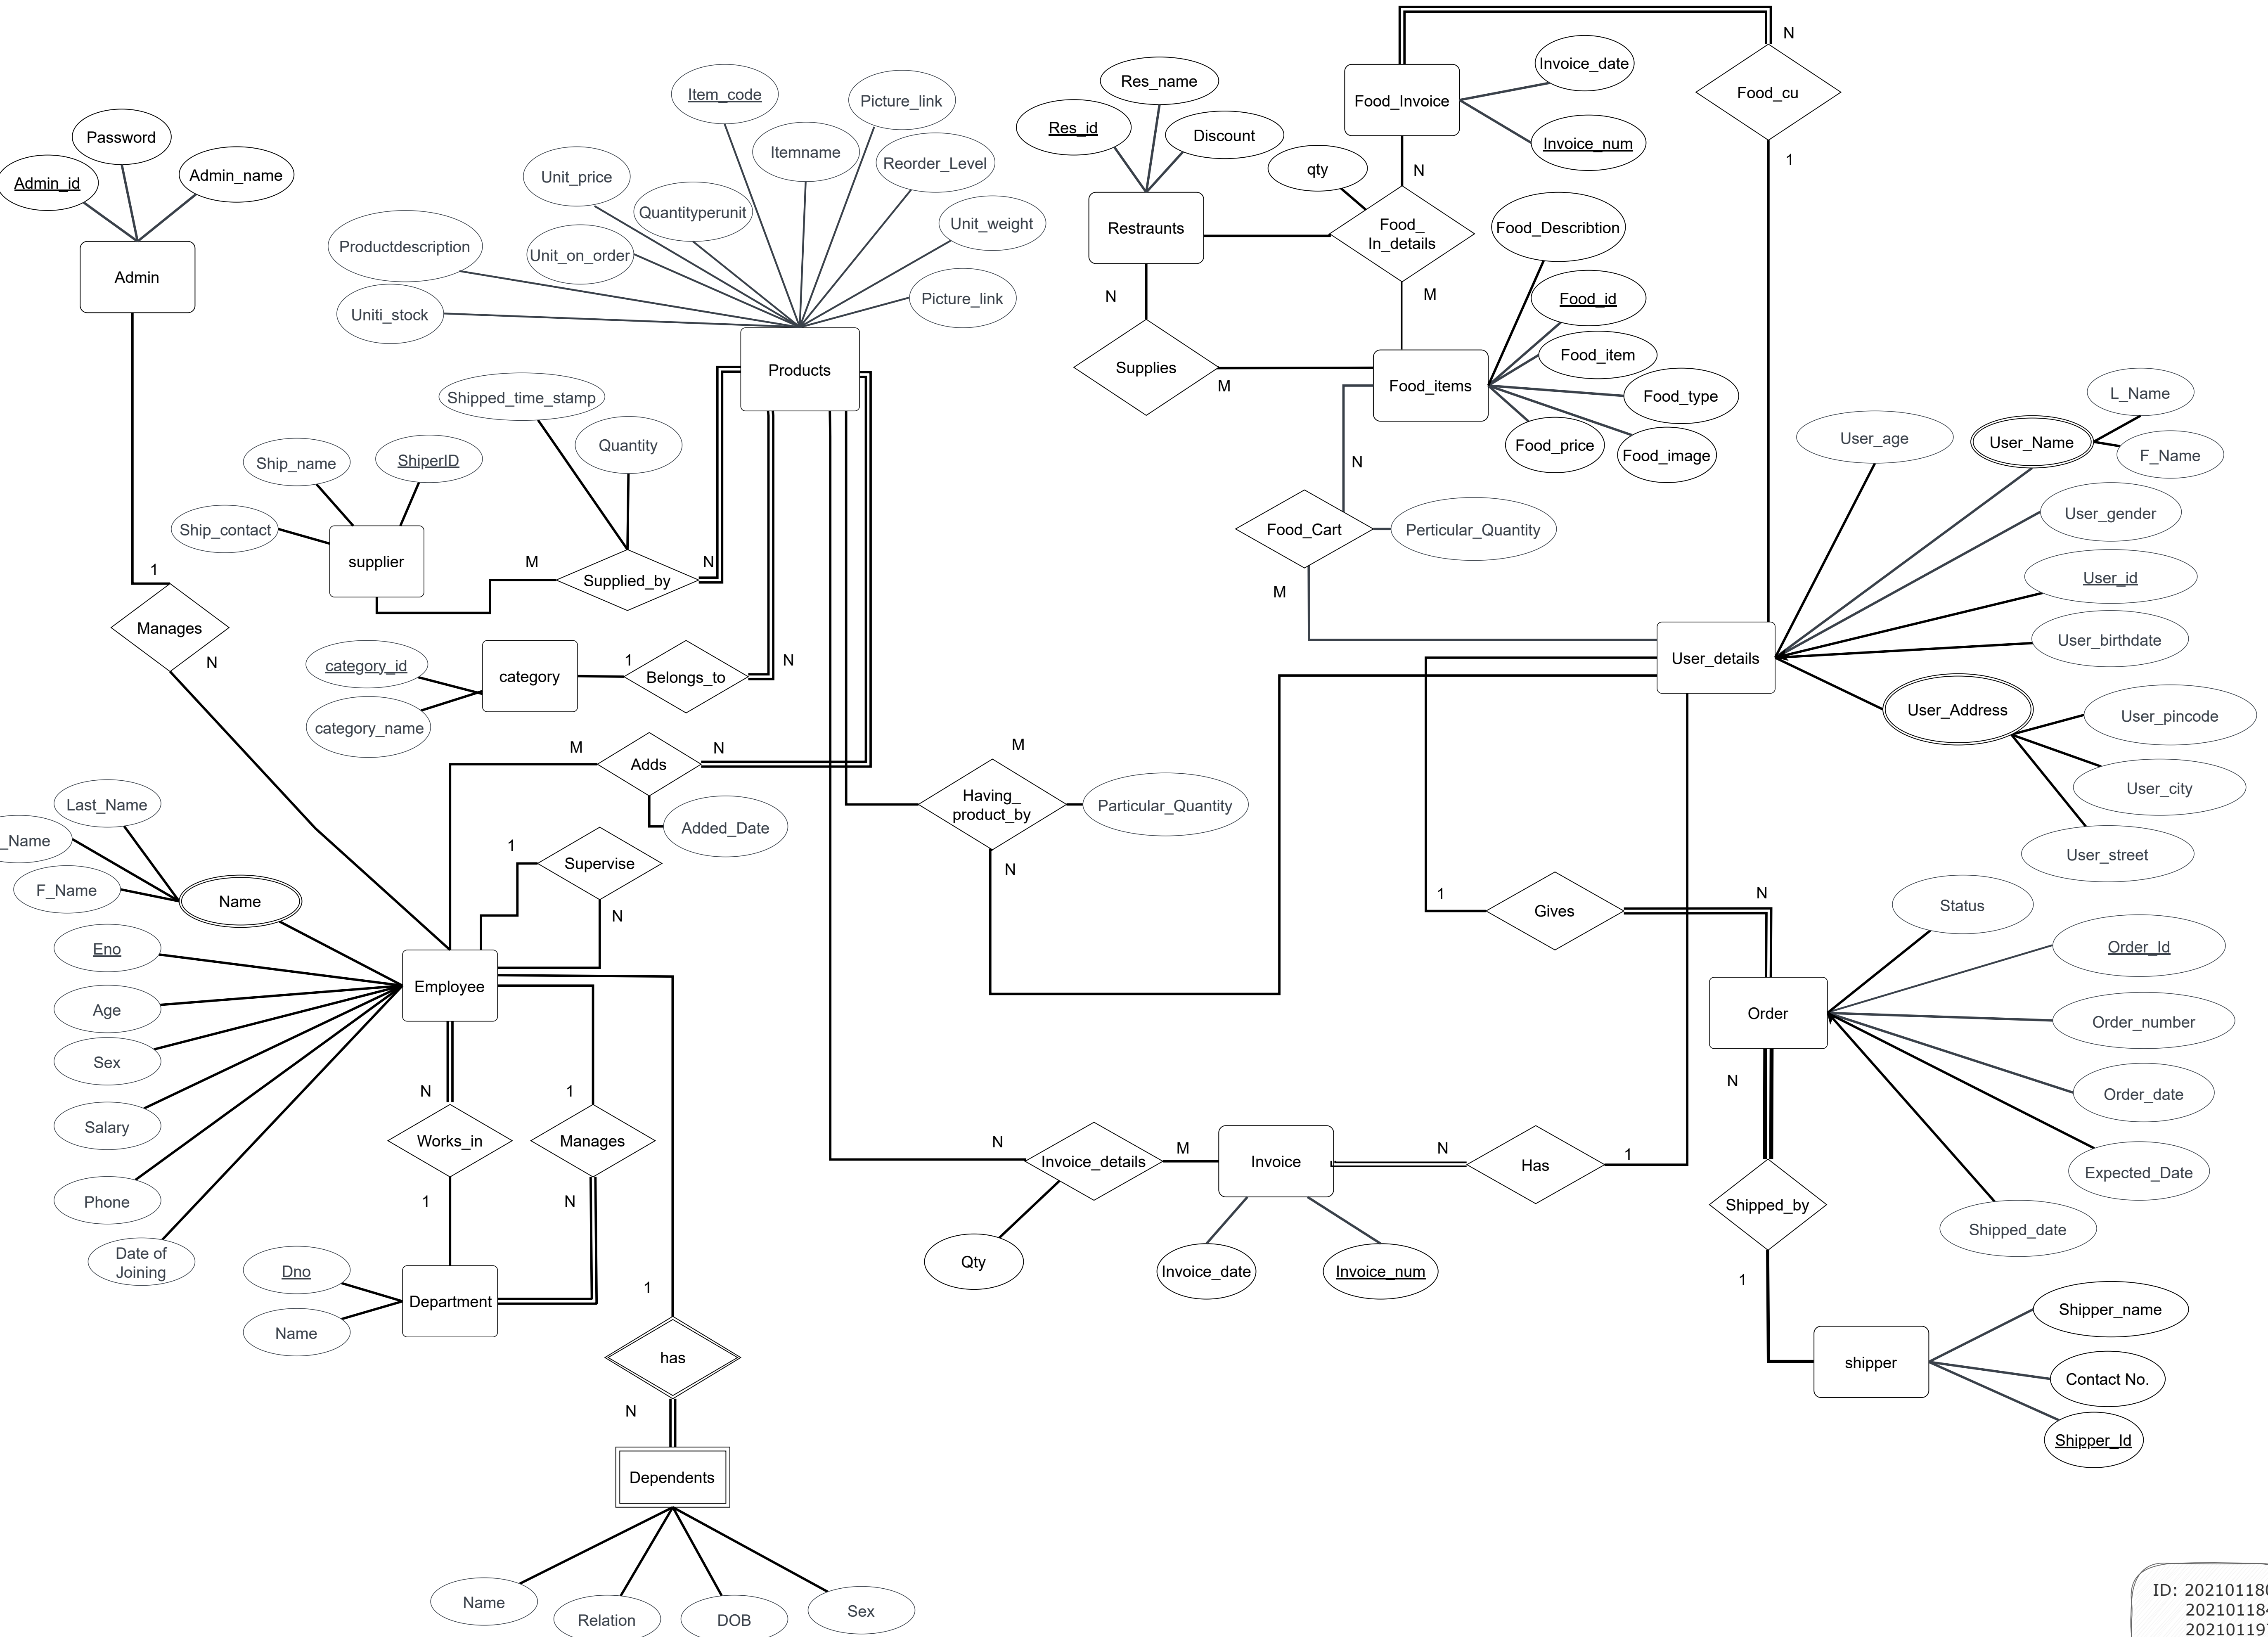 N
Invoice_date
Food_Invoice
Food_cu
Invoice_num
1
Res_name
Res_id
Discount
qty
N
Restraunts
Food_
In_details
Food_Describtion
N
M
Food_id
Supplies
M
Food_items
Food_item
Food_type
Food_price
Food_image
N
Food_Cart
Perticular_Quantity
M
Password
Admin_id
Admin_name
Admin
1
Manages
N
Item_code
Picture_link
Itemname
Reorder_Level
Unit_price
Quantityperunit
Unit_weight
Productdescription
Unit_on_order
Picture_link
Uniti_stock
Products
Shipped_time_stamp
Quantity
Ship_name
ShiperID
Ship_contact
supplier
M
Supplied_by
N
category_id
category
1
Belongs_to
N
category_name
M
Adds
N
Added_Date
M
Having_
product_by
Particular_Quantity
N
L_Name
User_age
User_Name
F_Name
User_gender
User_id
User_birthdate
User_details
User_Address
User_pincode
User_city
User_street
Last_Name
_Name
F_Name
Name
Eno
Age
Sex
Salary
Phone
Date of
Joining
1
Supervise
N
Employee
N
1
Works_in
Manages
1
N
Dno
Department
Name
1
has
N
Dependents
Name
Relation
DOB
Sex
1
Gives
N
Status
Order_Id
Order
Order_number
Order_date
Expected_Date
Shipped_date
N
Shipped_by
1
N
Invoice_details
M
Invoice
N
Has
1
Qty
Invoice_date
Invoice_num
Shipper_name
shipper
Contact No.
Shipper_Id
ID: 20210118
202101184
20210119